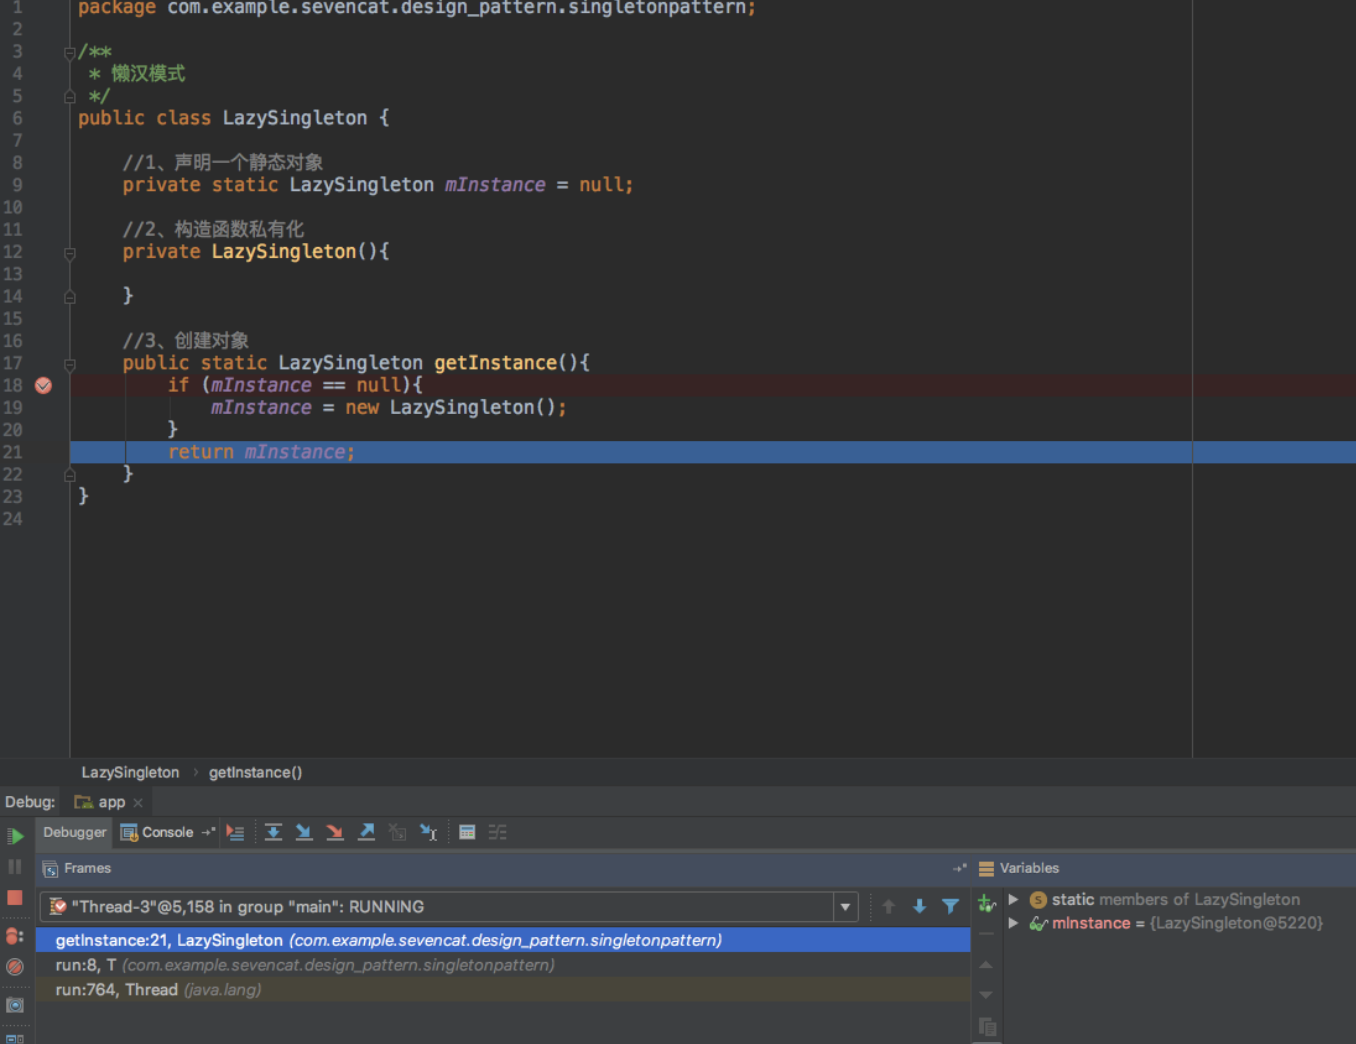 1 package com.example.sevencat.design_pattern.singletonpattern;
2
3 /**
4  * 懒汉模式
5  */
6 public class LazySingleton {
7
8     //1、声明一个静态对象
9     private static LazySingleton mInstance = null;
10
11     //2、构造函数私有化
12     private LazySingleton(){
13
14     }
15
16     //3、创建对象
17     public static LazySingleton getInstance(){
18         if (mInstance == null){
19             mInstance = new LazySingleton();
20         }
21         return mInstance;
22     }
23 }
24
LazySingleton › getInstance()
Debug: app ×
Debugger Console
Frames
Variables
"Thread-3"@5,158 in group "main": RUNNING
getInstance:21, LazySingleton (com.example.sevencat.design_pattern.singletonpattern)
run:8, T (com.example.sevencat.design_pattern.singletonpattern)
run:764, Thread (java.lang)
s static members of LazySingleton
mInstance = {LazySingleton@5220}